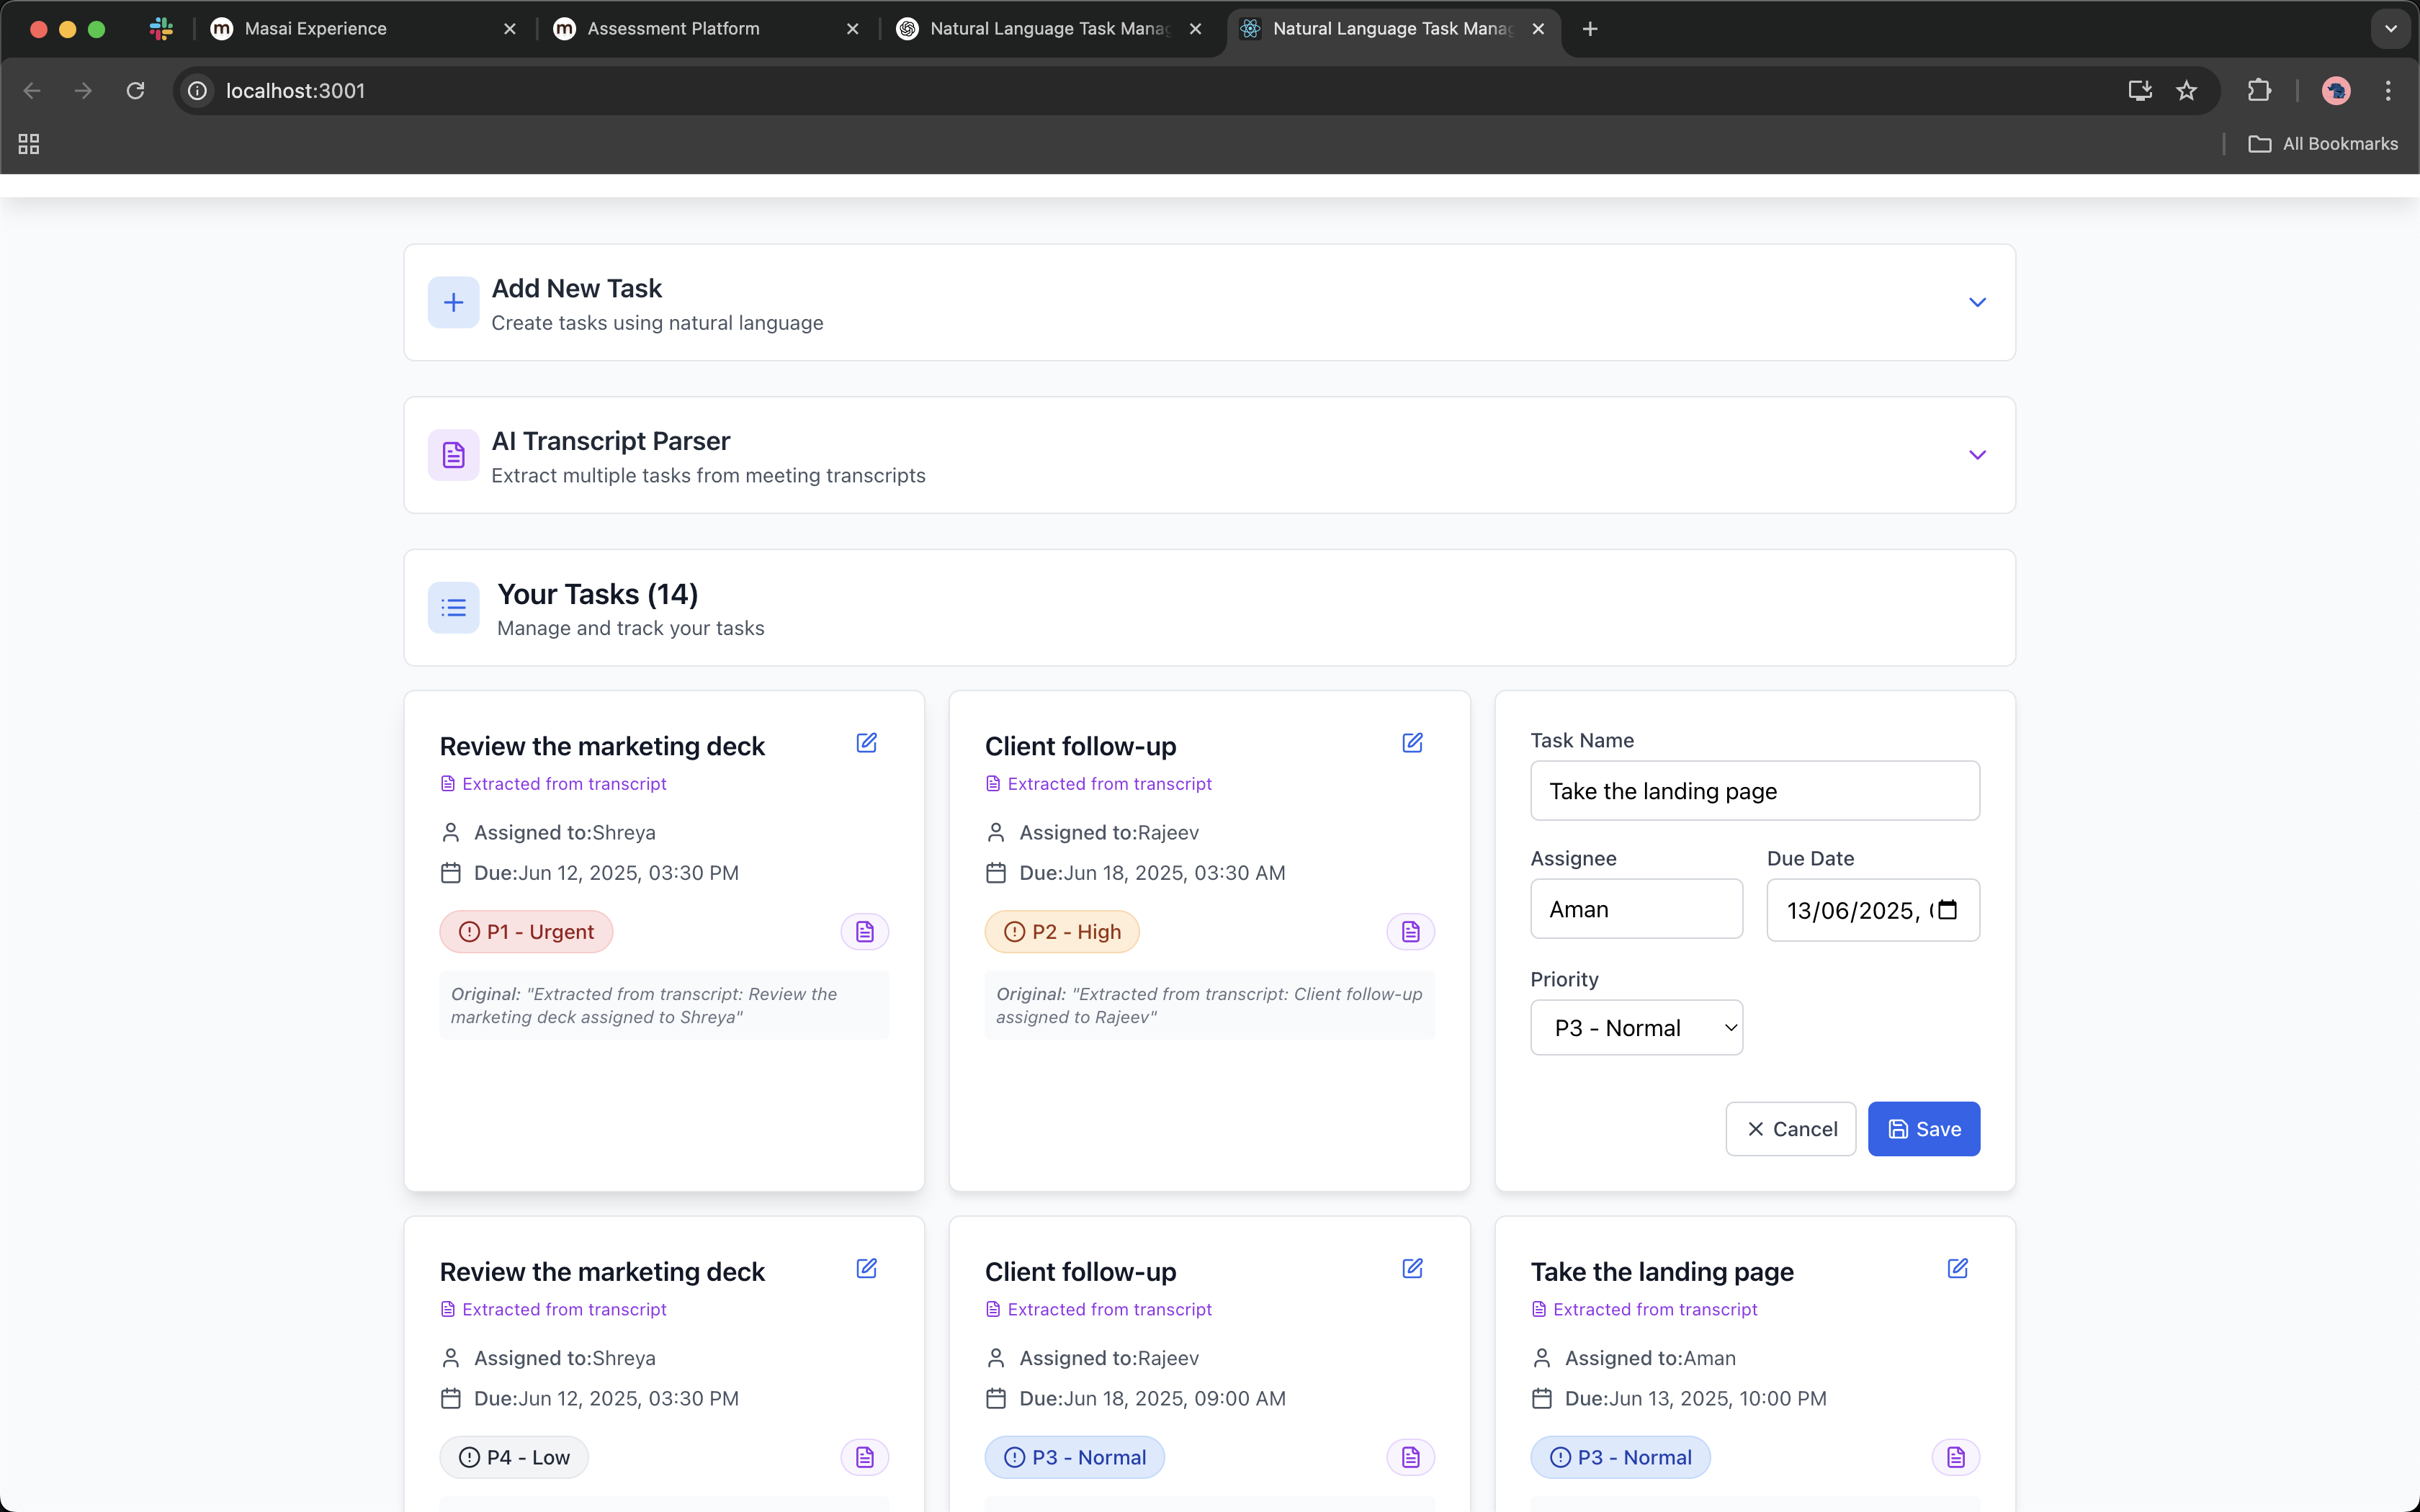 Masai Experience
Assessment Platform
Natural Language Task Mana
Natural Language Task Mana
localhost:3001
All Bookmarks
Add New Task
Create tasks using natural language
AI Transcript Parser
Extract multiple tasks from meeting transcripts
Your Tasks (14)
Manage and track your tasks
Review the marketing deck
Extracted from transcript
Assigned to:Shreya
Due:Jun 12, 2025, 03:30 PM
P1 - Urgent
Original: "Extracted from transcript: Review the
marketing deck assigned to Shreya"
Client follow-up
Extracted from transcript
Assigned to:Rajeev
Due:Jun 18, 2025, 03:30 AM
P2 - High
Original: "Extracted from transcript: Client follow-up
assigned to Rajeev"
Task Name
Take the landing page
Assignee
Due Date
Aman
13/06/2025,
Priority
P3 - Normal
Cancel
Save
Review the marketing deck
Extracted from transcript
Assigned to:Shreya
Due:Jun 12, 2025, 03:30 PM
P4 - Low
Client follow-up
Extracted from transcript
Assigned to:Rajeev
Due:Jun 18, 2025, 09:00 AM
P3 - Normal
Take the landing page
Extracted from transcript
Assigned to:Aman
Due:Jun 13, 2025, 10:00 PM
P3 - Normal